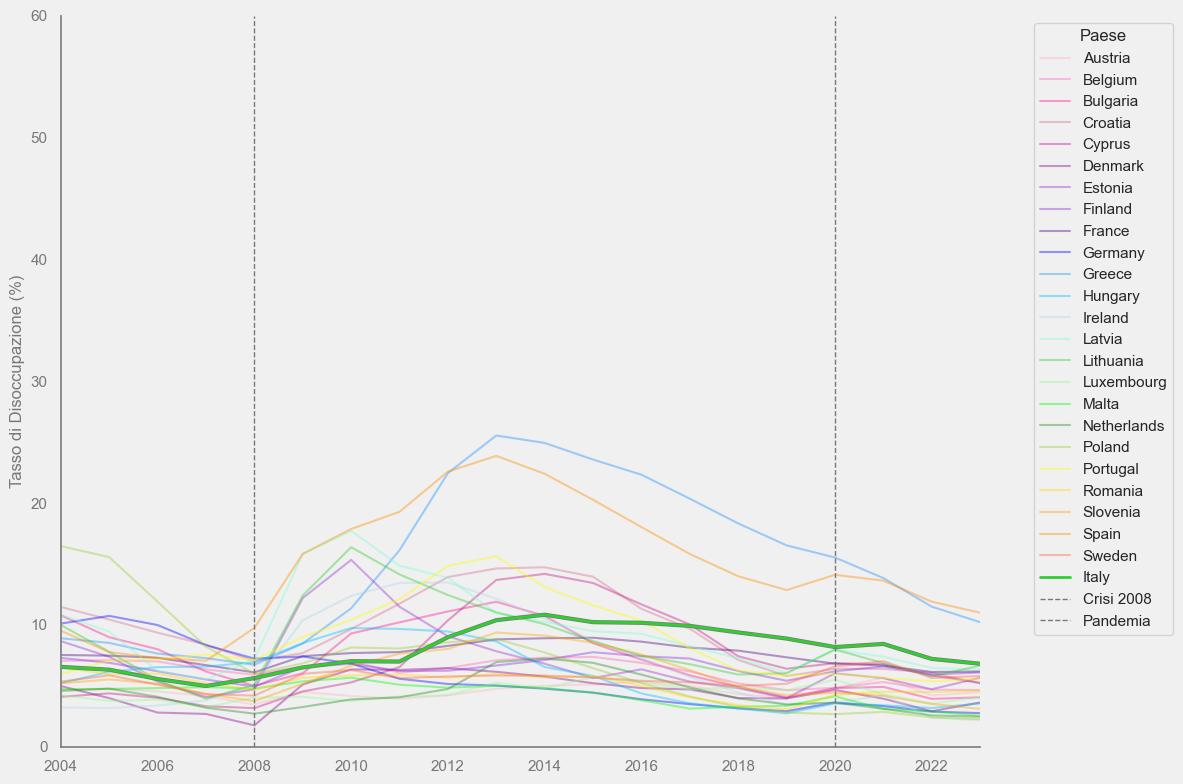 Tasso di Disoccupazione (%)
60
50
40
30
20
10
0
2004
2006
2008
2010
2012
2014
2016
2018
2020
2022
Paese
Austria
Belgium
Bulgaria
Croatia
Cyprus
Denmark
Estonia
Finland
France
Germany
Greece
Hungary
Ireland
Latvia
Lithuania
Luxembourg
Malta
Netherlands
Poland
Portugal
Romania
Slovenia
Spain
Sweden
Italy
Crisi 2008
Pandemia